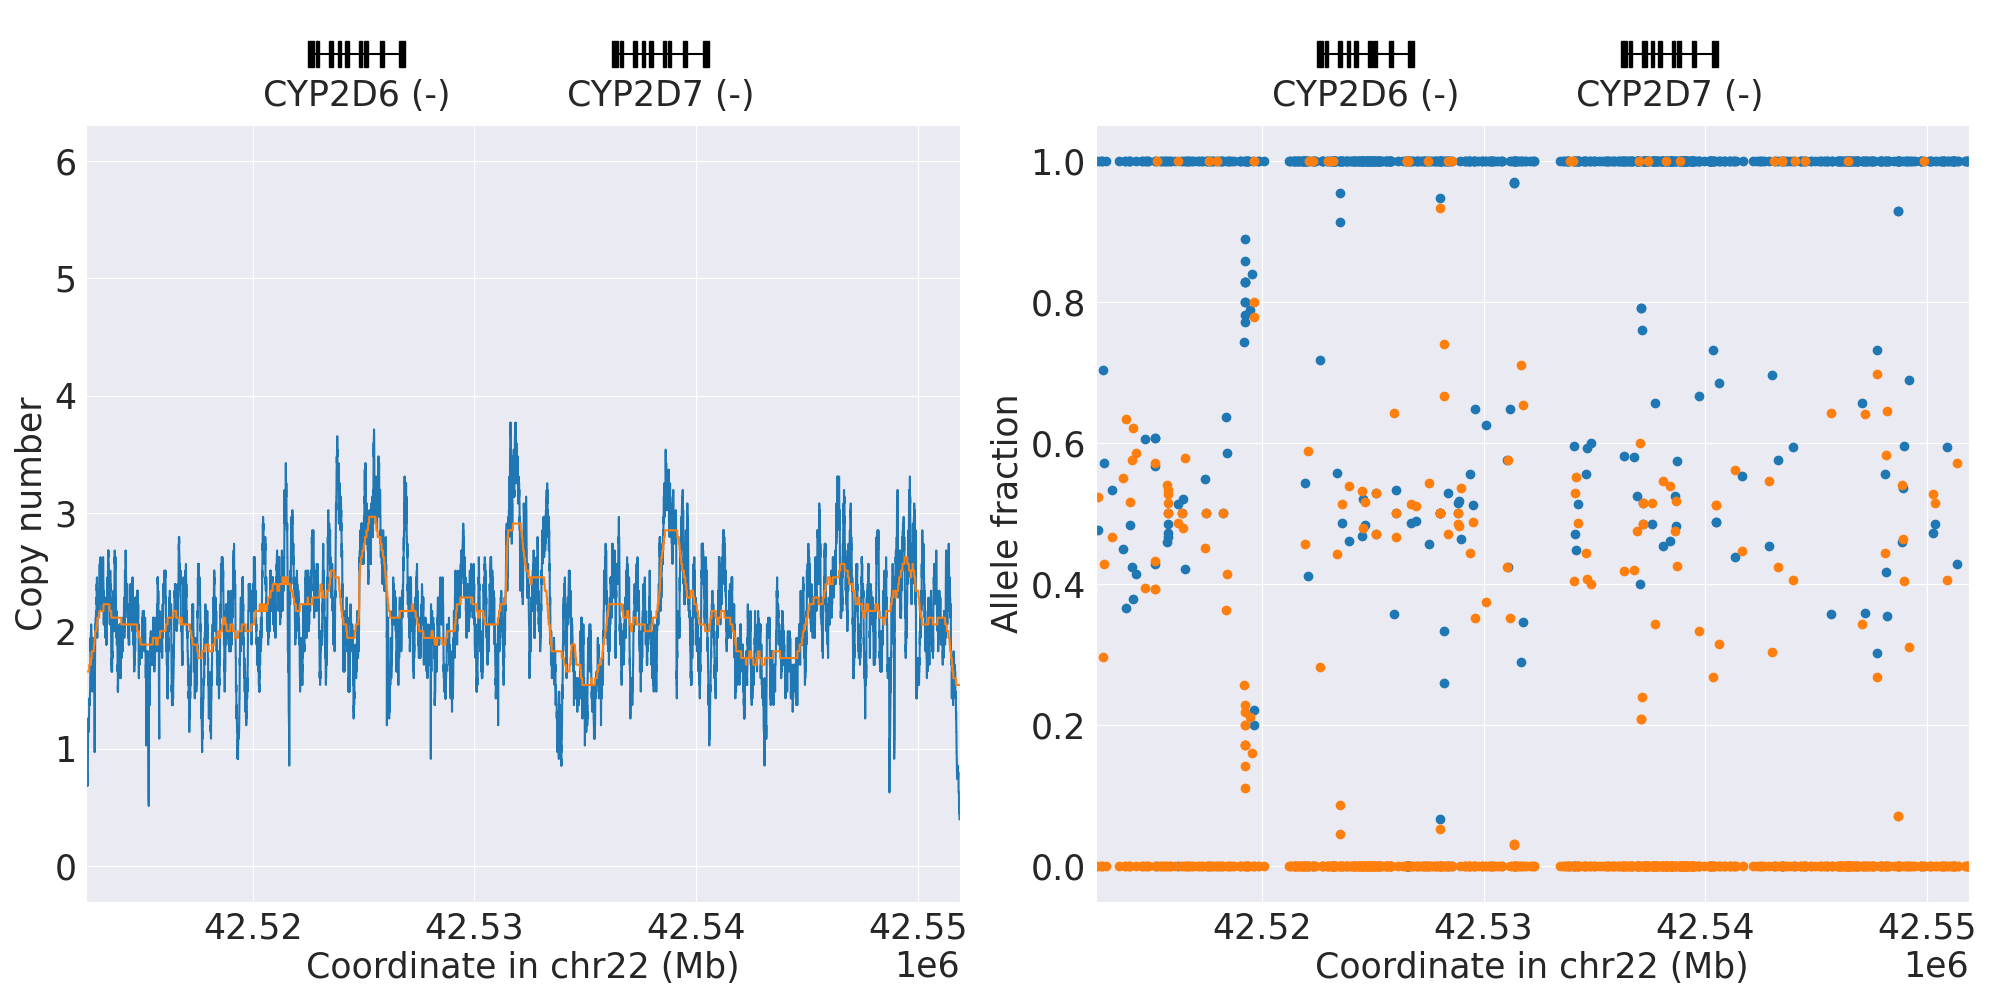 CYP2D6 (-)
CYP2D7 (-)
6
5
4
3
2
1
0
Copy number
42.52
42.53
42.54
42.55
Coordinate in chr22 (Mb)
1e6
CYP2D6 (-)
CYP2D7 (-)
1.0
0.8
0.6
0.4
0.2
0.0
Allele fraction
42.52
42.53
42.54
42.55
Coordinate in chr22 (Mb)
1e6